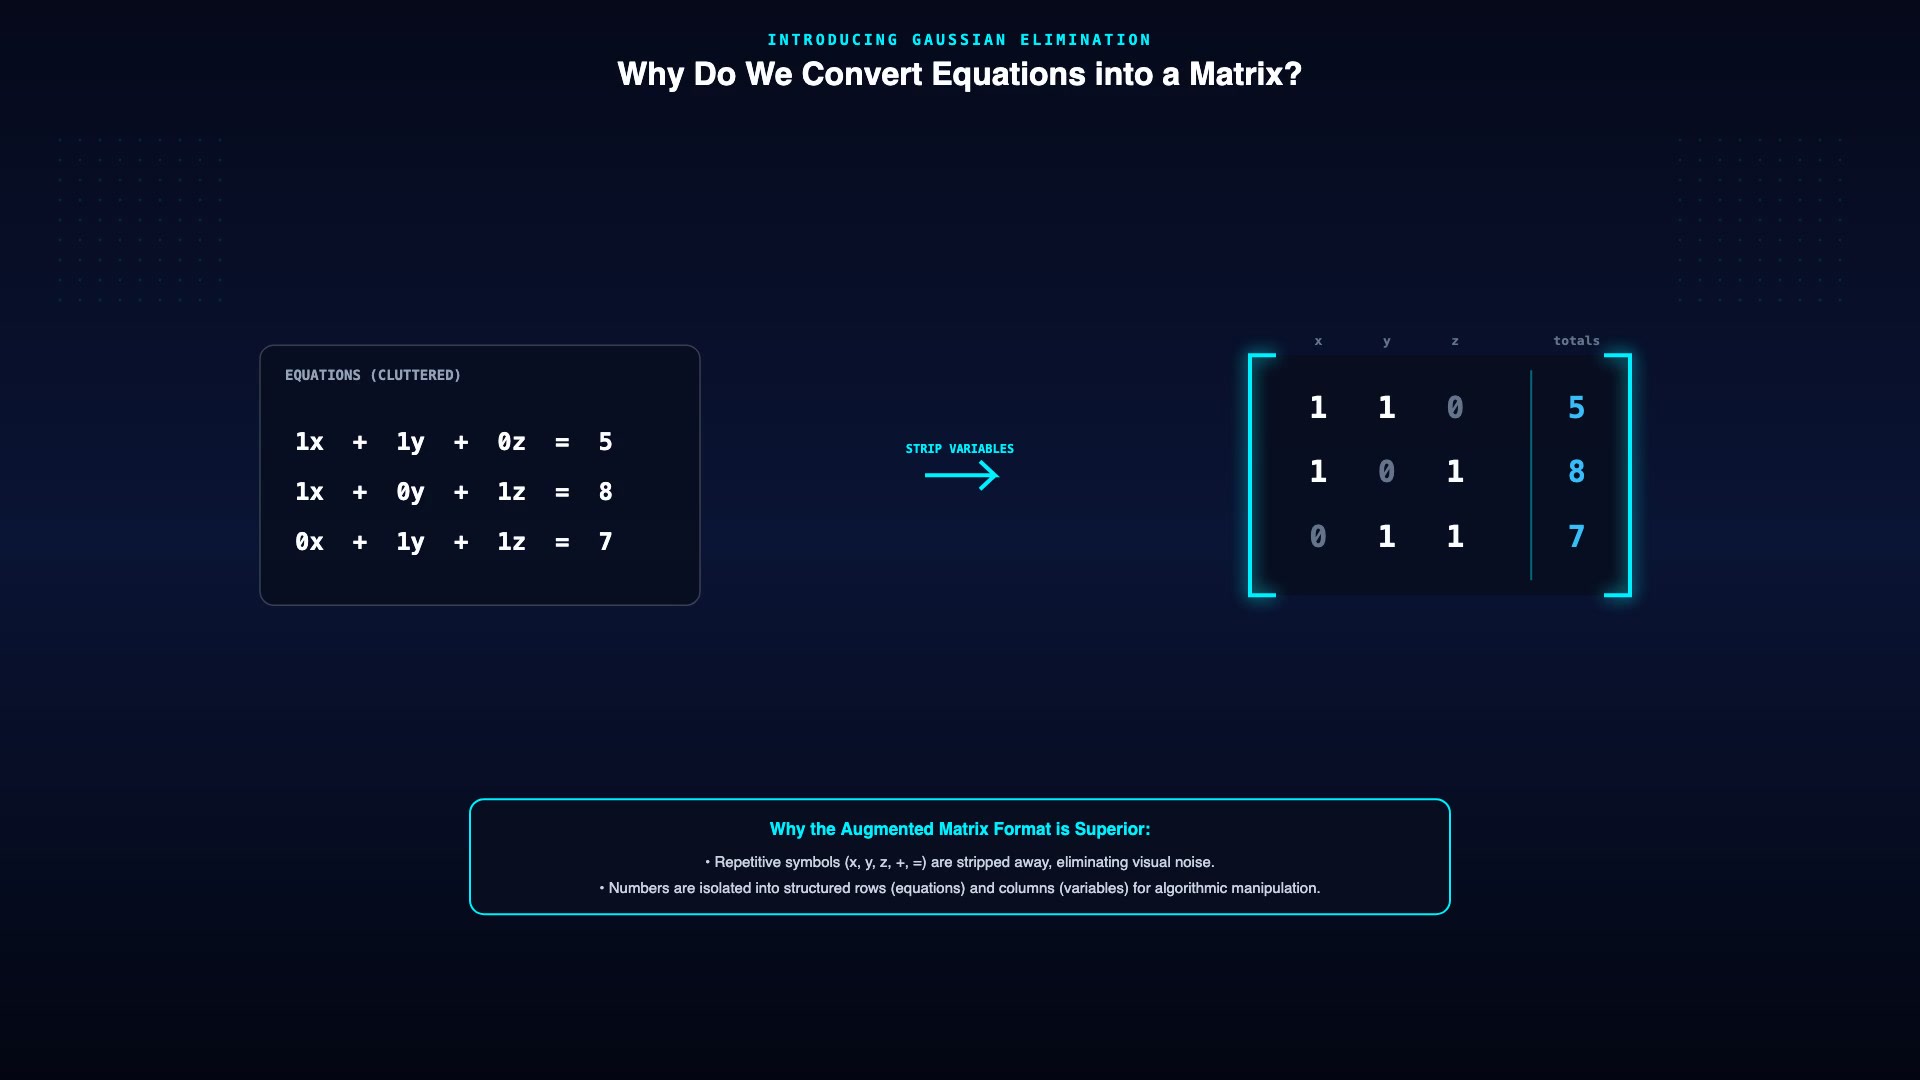 INTRODUCING GAUSSIAN ELIMINATION
Why Do We Convert Equations into a Matrix?
EQUATIONS (CLUTTERED)
1x + 1y + 0z = 5
1x + 0y + 1z = 8
0x + 1y + 1z = 7
STRIP VARIABLES
x y z totals
1 1 0 5
1 0 1 8
0 1 1 7
Why the Augmented Matrix Format is Superior:
• Repetitive symbols (x, y, z, +, =) are stripped away, eliminating visual noise.
• Numbers are isolated into structured rows (equations) and columns (variables) for algorithmic manipulation.